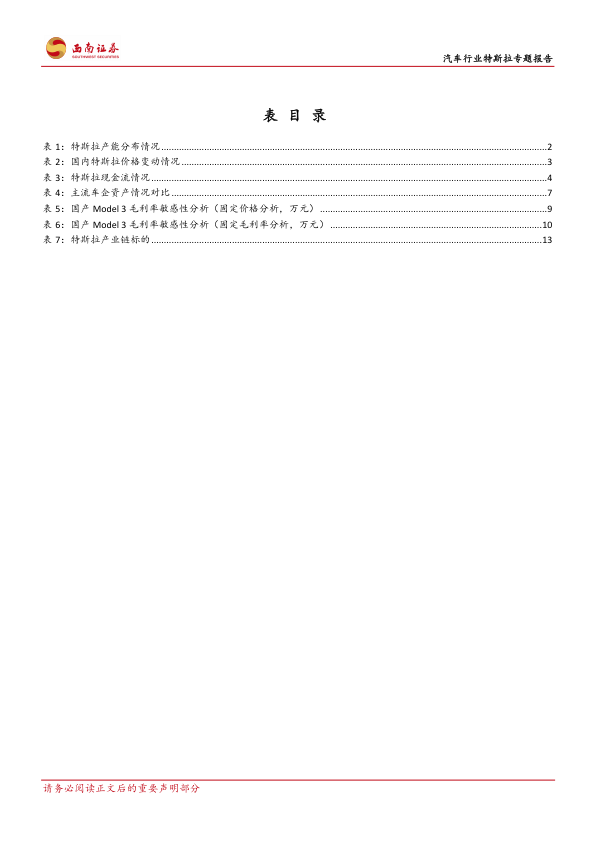 西南证券
SOUTHWEST SECURITIES
汽车行业特斯拉专题报告
表 目 录
表 1：特斯拉产能分布情况........2
表 2：国内特斯拉价格变动情况........3
表 3：特斯拉现金流情况........4
表 4：主流车企资产情况对比........7
表 5：国产 Model 3 毛利率敏感性分析（固定价格分析，万元）........9
表 6：国产 Model 3 毛利率敏感性分析（固定毛利率分析，万元）........10
表 7：特斯拉产业链标的........13
请务必阅读正文后的重要声明部分